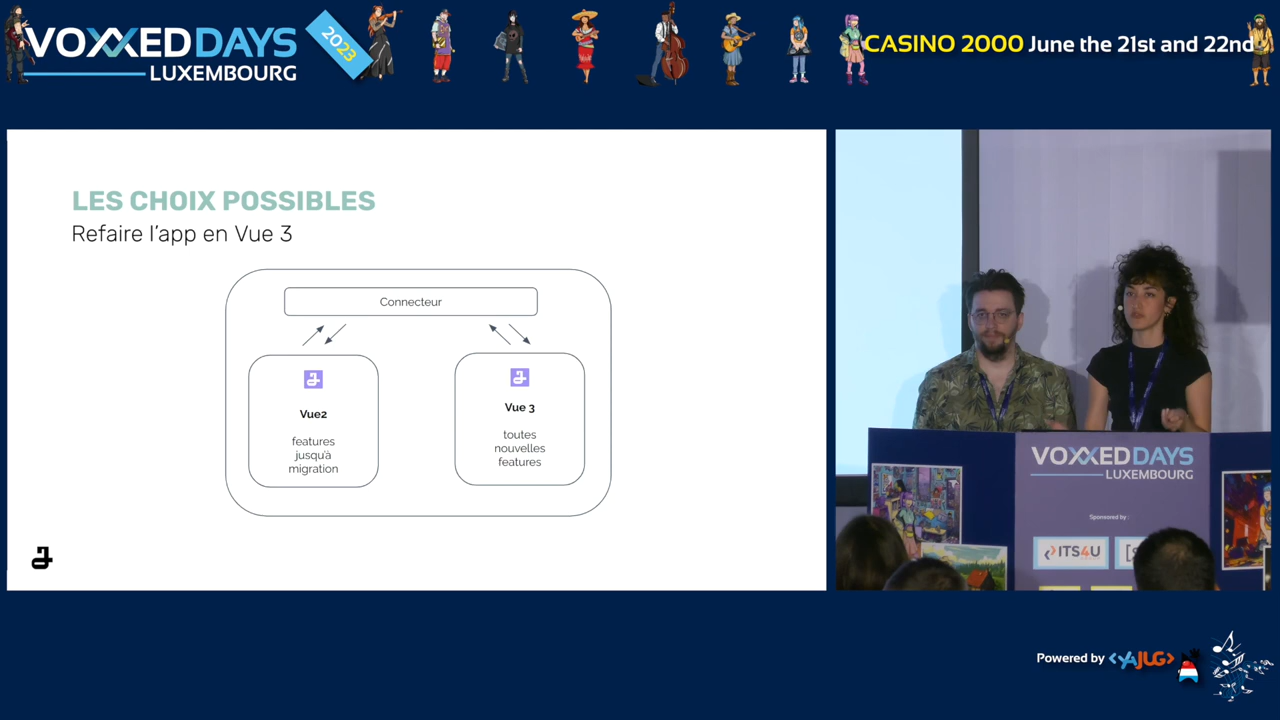 VOXXED DAYS
LUXEMBOURG
2023
CASINO 2000 June the 21st and 22nd
LES CHOIX POSSIBLES
Refaire l'app en Vue 3
Connecteur
Vue2
features
jusqu'à
migration
Vue 3
toutes
nouvelles
features
VOXXED DAYS
LUXEMBOURG
Sponsored by :
ITS4U
Powered by <YAJUG>